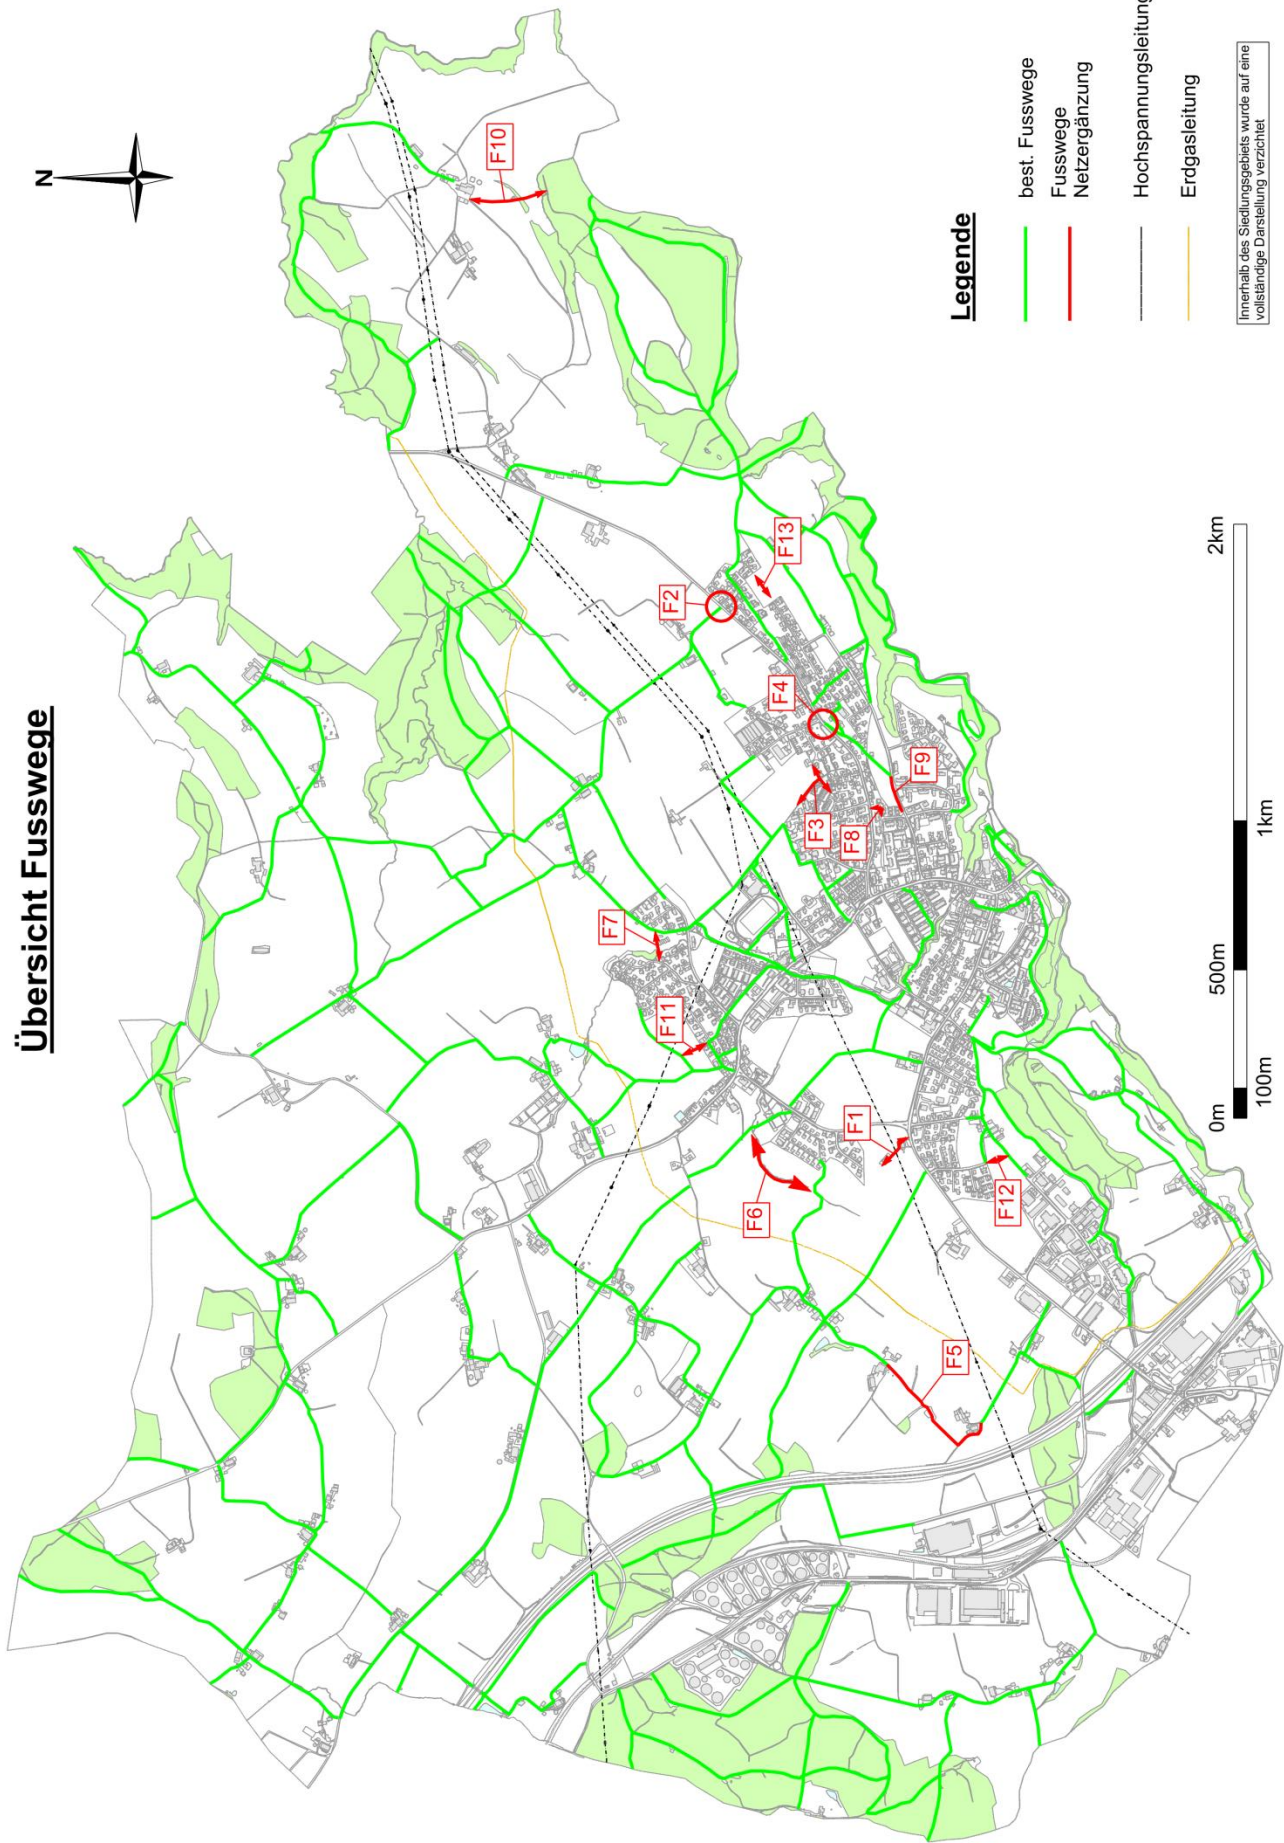 Übersicht Fusswege
N
F10
F2
F13
F4
F3
F9
F8
F7
F11
F1
F6
F12
F5
Legende
best. Fusswege
Fusswege
Netzergänzung
Hochspannungsleitung
Erdgasleitung
Innerhalb des Siedlungsgebiets wurde auf eine
vollständige Darstellung verzichtet
0m
100m
500m
1km
2km